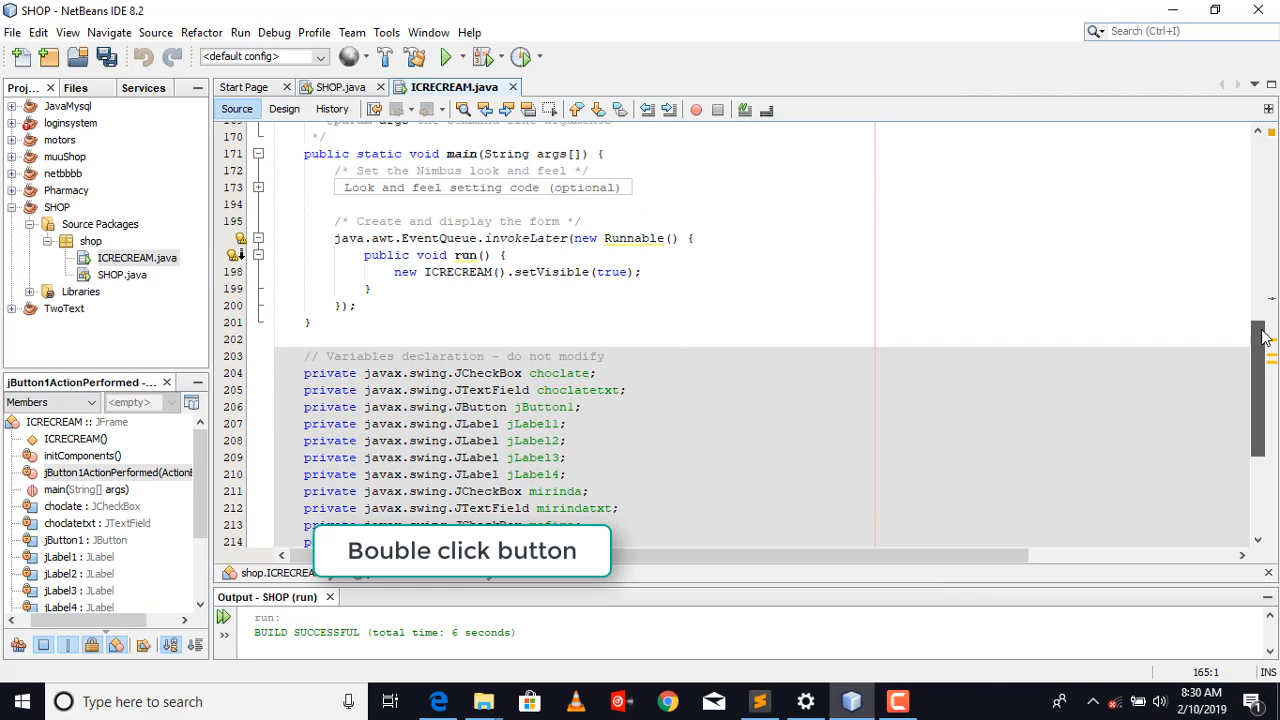 SHOP - NetBeans IDE 8.2
File Edit View Navigate Source Refactor Run Debug Profile Team Tools Window Help
Search (Ctrl+I)
<default config>
Proj... Files Services
Start Page SHOP.java ICRECREAM.java
Source Design History
JavaMysql
loginsystem
motors
muuShop
netbbb
Pharmacy
SHOP
Source Packages
shop
ICRECREAM.java
SHOP.java
Libraries
TwoText
170 */
171 public static void main(String args[]) {
172 /* Set the Nimbus look and feel */
173 Look and feel setting code (optional)
194
195 /* Create and display the form */
java.awt.EventQueue.invokeLater(new Runnable() {
public void run() {
198 new ICRECREAM().setVisible(true);
199 }
200 });
201 }
202
203 // Variables declaration - do not modify
204 private javax.swing.JCheckBox choclate;
205 private javax.swing.JTextField choclatetxt;
206 private javax.swing.JButton jButton1;
207 private javax.swing.JLabel jLabel1;
208 private javax.swing.JLabel jLabel2;
209 private javax.swing.JLabel jLabel3;
210 private javax.swing.JLabel jLabel4;
211 private javax.swing.JCheckBox mirinda;
212 private javax.swing.JTextField mirindatxt;
213
214
Bouble click button
shop.ICRECREA
jButton1ActionPerformed -...
Members <empty>
ICRECREAM :: JFrame
ICRECREAM()
initComponents()
jButton1ActionPerformed(ActionE
main(String[] args)
choclate : JCheckBox
choclatetxt : JTextField
jButton1 : JButton
jLabel1 : JLabel
jLabel2 : JLabel
jLabel3 : JLabel
jLabel4 : JLabel
Output - SHOP (run)
run:
BUILD SUCCESSFUL (total time: 6 seconds)
165:1 INS
Type here to search
8:30 AM
2/10/2019
1